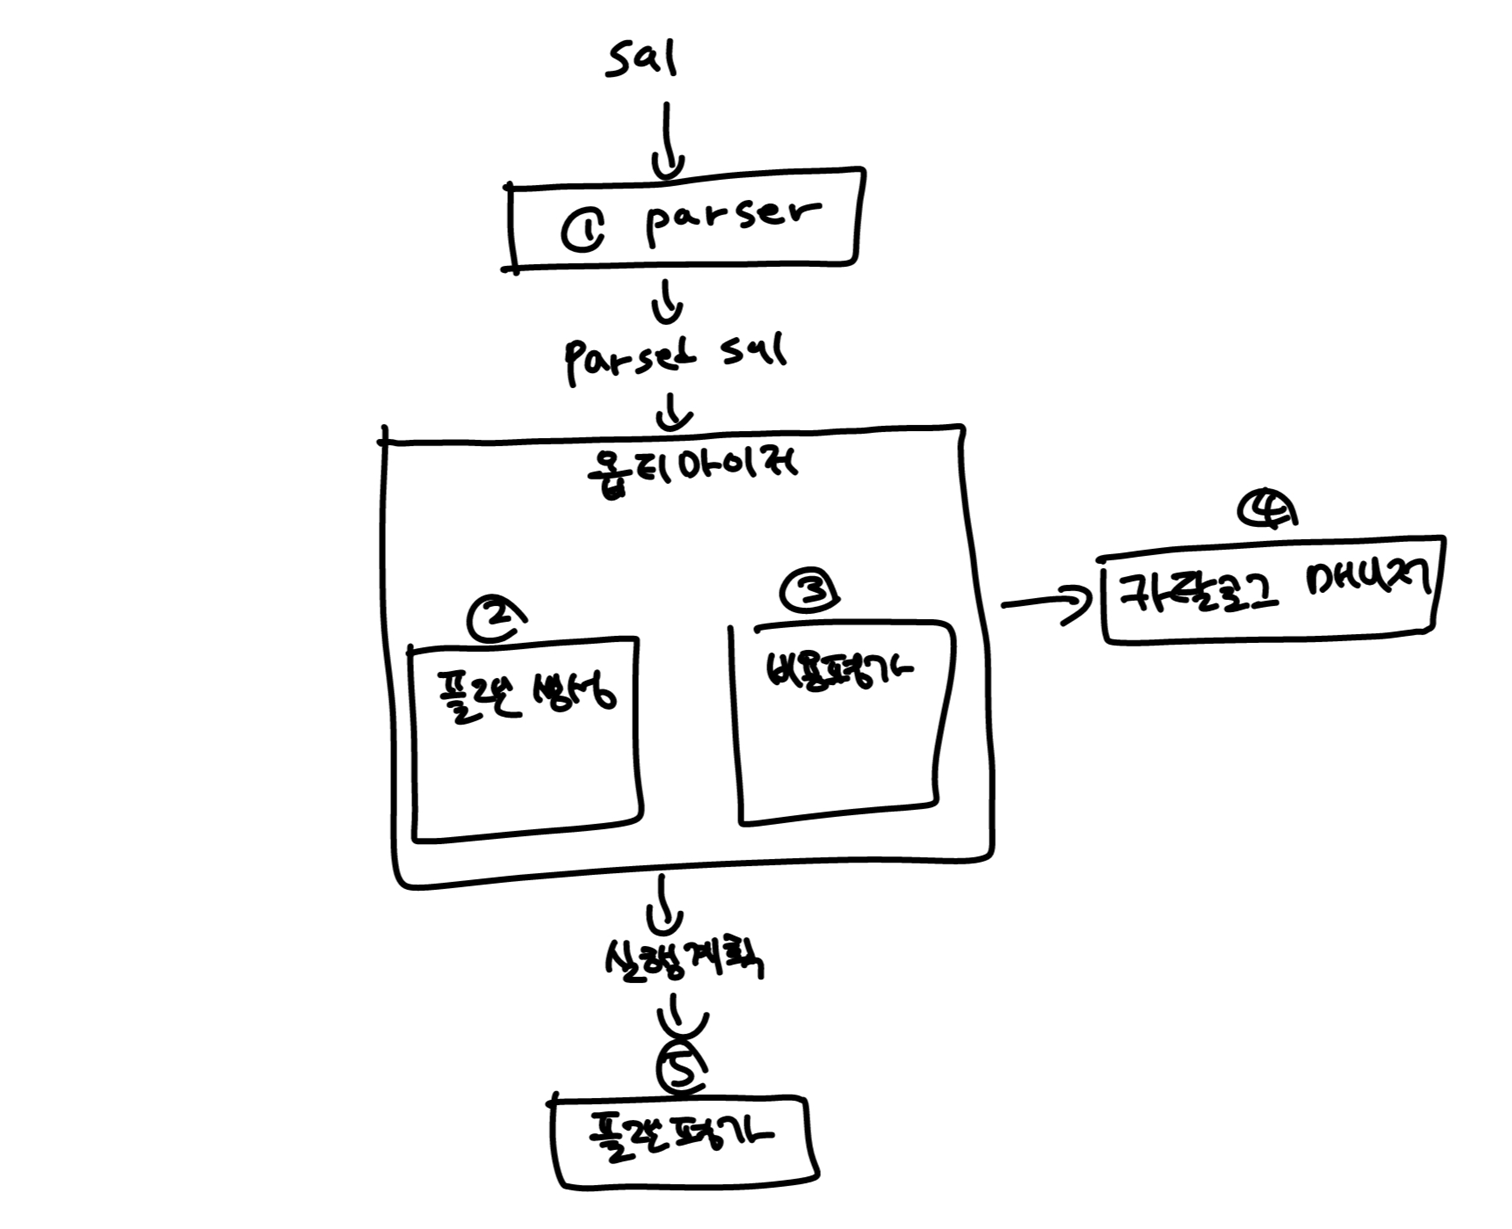 sql
① parser
Parsed sql
옵티마이저
④
카탈로그 매니저
② ③
플랜 생성 비용평가
실행계획
⑤
플랜평가